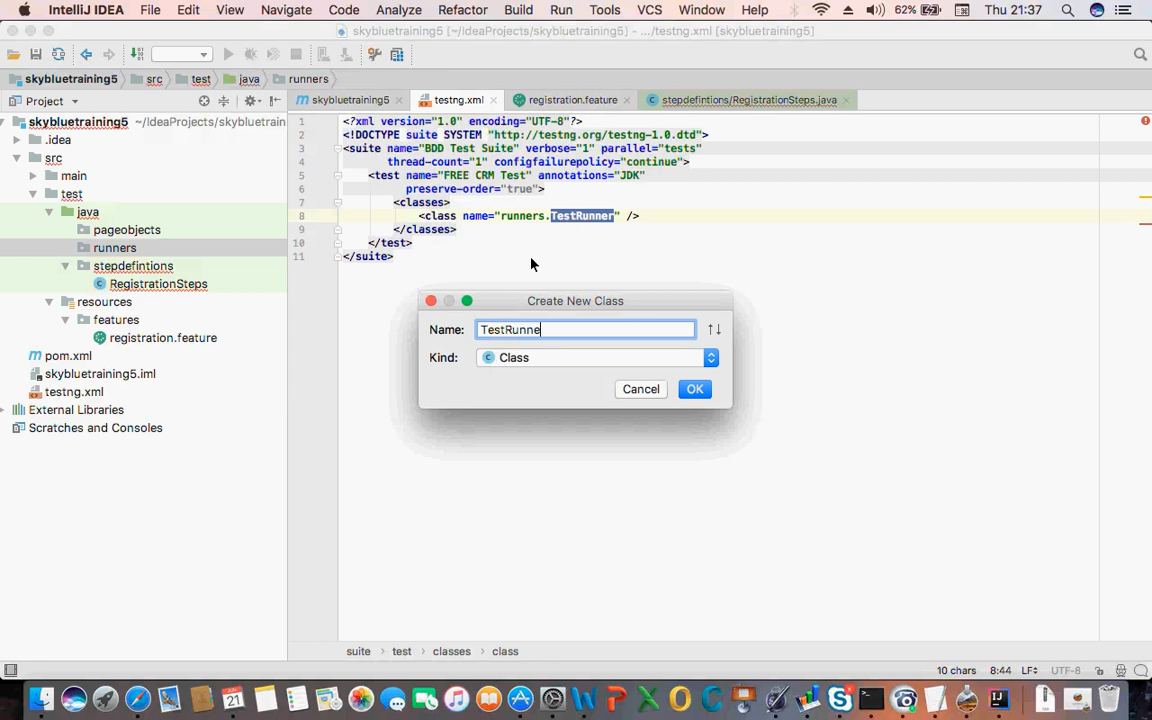 IntelliJ IDEA File Edit View Navigate Code Analyze Refactor Build Run Tools VCS Window Help 62% Thu 21:37
skybluetraining5 [~/IdeaProjects/skybluetraining5] - .../testng.xml [skybluetraining5]
skybluetraining5 src test java runners
Project skybluetraining5 testng.xml registration.feature stepdefintions/RegistrationSteps.java
skybluetraining5 ~/IdeaProjects/skybluetrain
.idea
src
main
test
java
pageobjects
runners
stepdefintions
RegistrationSteps
resources
features
registration.feature
pom.xml
skybluetraining5.iml
testng.xml
External Libraries
Scratches and Consoles
1 <?xml version="1.0" encoding="UTF-8"?>
2 <!DOCTYPE suite SYSTEM "http://testng.org/testng-1.0.dtd">
3 <suite name="BDD Test Suite" verbose="1" parallel="tests"
4 thread-count="1" configfailurepolicy="continue">
5 <test name="FREE CRM Test" annotations="JDK"
6 preserve-order="true">
7 <classes>
8 <class name="runners.TestRunner" />
9 </classes>
10 </test>
11 </suite>
Create New Class
Name: TestRunne
Kind: Class
Cancel OK
suite test classes class
10 chars 8:44 LF UTF-8